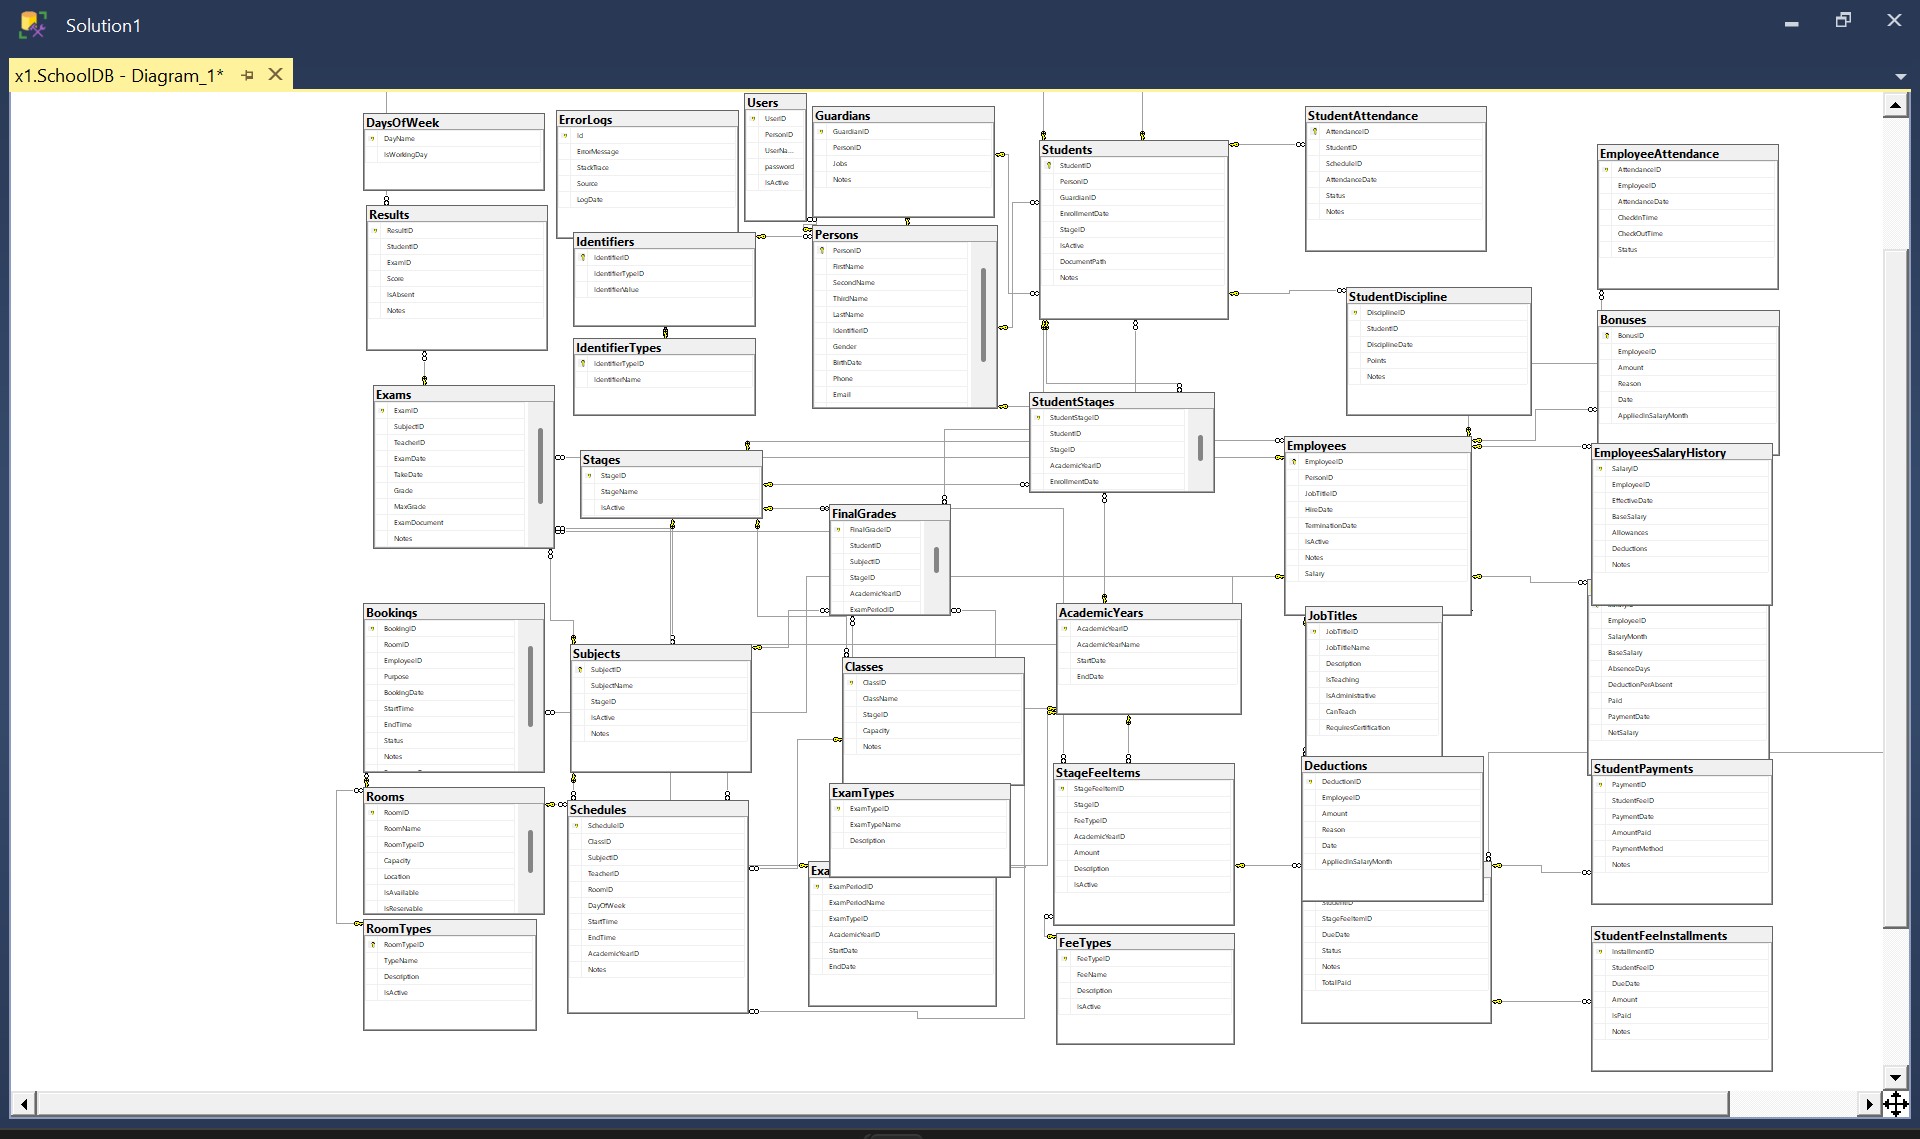 Solution1
x1.SchoolDB - Diagram_1*
DaysOfWeek
DayName
IsWorkingDay
Results
ResultID
StudentID
ExamID
Score
IsAbsent
Notes
Exams
ExamID
SubjectID
TeacherID
ExamDate
TakeDate
Grade
MaxGrade
ExamDocument
Notes
Bookings
BookingID
RoomID
EmployeeID
Purpose
BookingDate
StartTime
EndTime
Status
Notes
Rooms
RoomID
RoomName
RoomTypeID
Capacity
Location
IsAvailable
IsReservable
RoomTypes
RoomTypeID
TypeName
Description
IsActive
ErrorLogs
Id
ErrorMessage
StackTrace
Source
LogDate
Identifiers
IdentifierID
IdentifierTypeID
IdentifierValue
IdentifierTypes
IdentifierTypeID
IdentifierName
Stages
StageID
StageName
IsActive
Subjects
SubjectID
SubjectName
StageID
IsActive
Notes
Schedules
ScheduleID
ClassID
SubjectID
TeacherID
RoomID
DayOfWeek
StartTime
EndTime
AcademicYearID
Notes
Users
UserID
PersonID
UserNa...
password
IsActive
Guardians
GuardianID
PersonID
Jobs
Notes
Persons
PersonID
FirstName
SecondName
ThirdName
LastName
IdentifierID
Gender
BirthDate
Phone
Email
FinalGrades
FinalGradeID
StudentID
SubjectID
StageID
AcademicYearID
ExamPeriodID
Classes
ClassID
ClassName
StageID
Capacity
Notes
ExamTypes
ExamTypeID
ExamTypeName
Description
Exa
ExamPeriodID
ExamPeriodName
ExamTypeID
AcademicYearID
StartDate
EndDate
Students
StudentID
PersonID
GuardianID
EnrollmentDate
StageID
IsActive
DocumentPath
Notes
StudentStages
StudentStageID
StudentID
StageID
AcademicYearID
EnrollmentDate
AcademicYears
AcademicYearID
AcademicYearName
StartDate
EndDate
StageFeeItems
StageFeeItemID
StageID
FeeTypeID
AcademicYearID
Amount
Description
IsActive
FeeTypes
FeeTypeID
FeeName
Description
IsActive
StudentAttendance
AttendanceID
StudentID
ScheduleID
AttendanceDate
Status
Notes
StudentDiscipline
DisciplineID
StudentID
DisciplineDate
Points
Notes
Employees
EmployeeID
PersonID
JobTitleID
HireDate
TerminationDate
IsActive
Notes
Salary
JobTitles
JobTitleID
JobTitleName
Description
IsTeaching
IsAdministrative
CanTeach
RequiresCertification
Deductions
DeductionID
EmployeeID
Amount
Reason
Date
AppliedInSalaryMonth
StudentID
StageFeeItemID
DueDate
Status
Notes
TotalPaid
EmployeeAttendance
AttendanceID
EmployeeID
AttendanceDate
CheckInTime
CheckOutTime
Status
Bonuses
BonusID
EmployeeID
Amount
Reason
Date
AppliedInSalaryMonth
EmployeesSalaryHistory
SalaryID
EmployeeID
EffectiveDate
BaseSalary
Allowances
Deductions
Notes
EmployeeID
SalaryMonth
BaseSalary
AbsenceDays
DeductionPerAbsent
Paid
PaymentDate
NetSalary
StudentPayments
PaymentID
StudentFeeID
PaymentDate
AmountPaid
PaymentMethod
Notes
StudentFeeInstallments
InstallmentID
StudentFeeID
DueDate
Amount
IsPaid
Notes